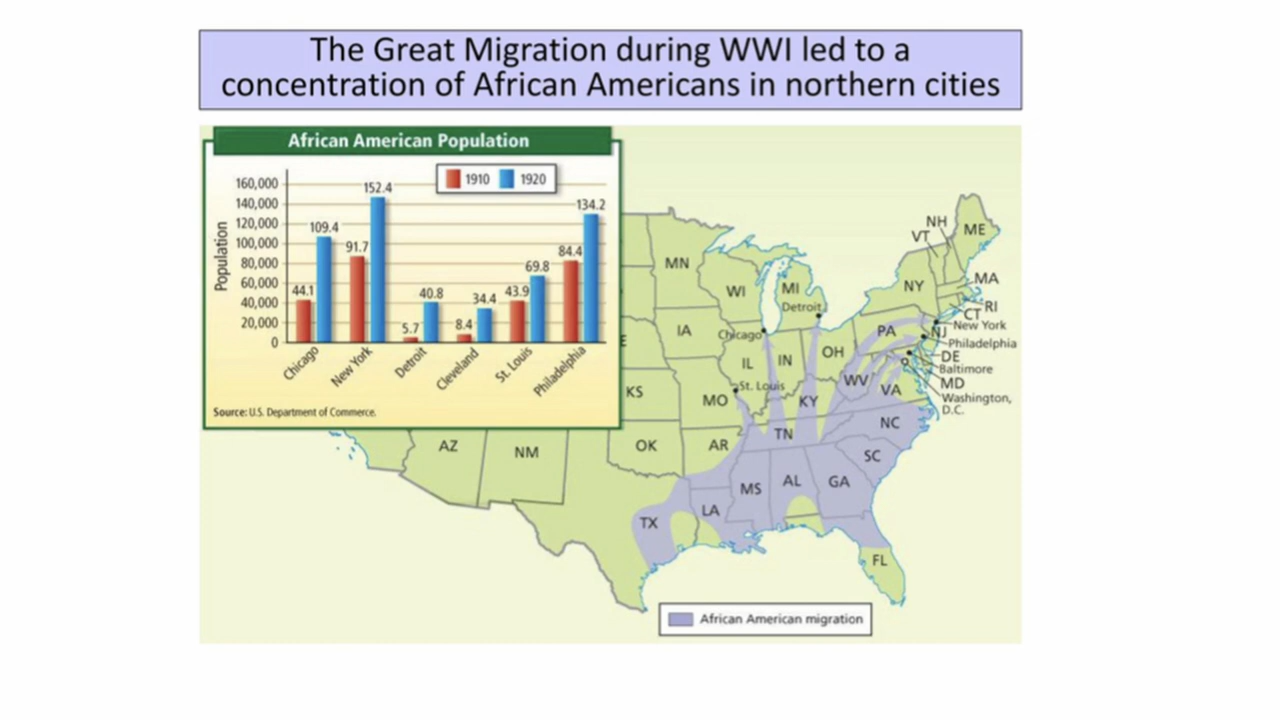 The Great Migration during WWI led to a
concentration of African Americans in northern cities
African American Population
1910
1920
Population
160,000
140,000
120,000
100,000
80,000
60,000
40,000
20,000
0
44.1
109.4
91.7
152.4
5.7
40.8
8.4
34.4
43.9
69.8
84.4
134.2
Chicago
New York
Detroit
Cleveland
St. Louis
Philadelphia
Source: U.S. Department of Commerce.
NH
VT
ME
MN
WI
MI
NY
MA
RI
CT
Detroit
New York
Chicago
IA
PA
NJ
Philadelphia
E
IL
IN
OH
DE
Baltimore
WV
VA
MD
KS
MO
St. Louis
KY
Washington,
D.C.
NC
TN
AZ
NM
OK
AR
SC
MS
AL
GA
TX
LA
FL
African American migration